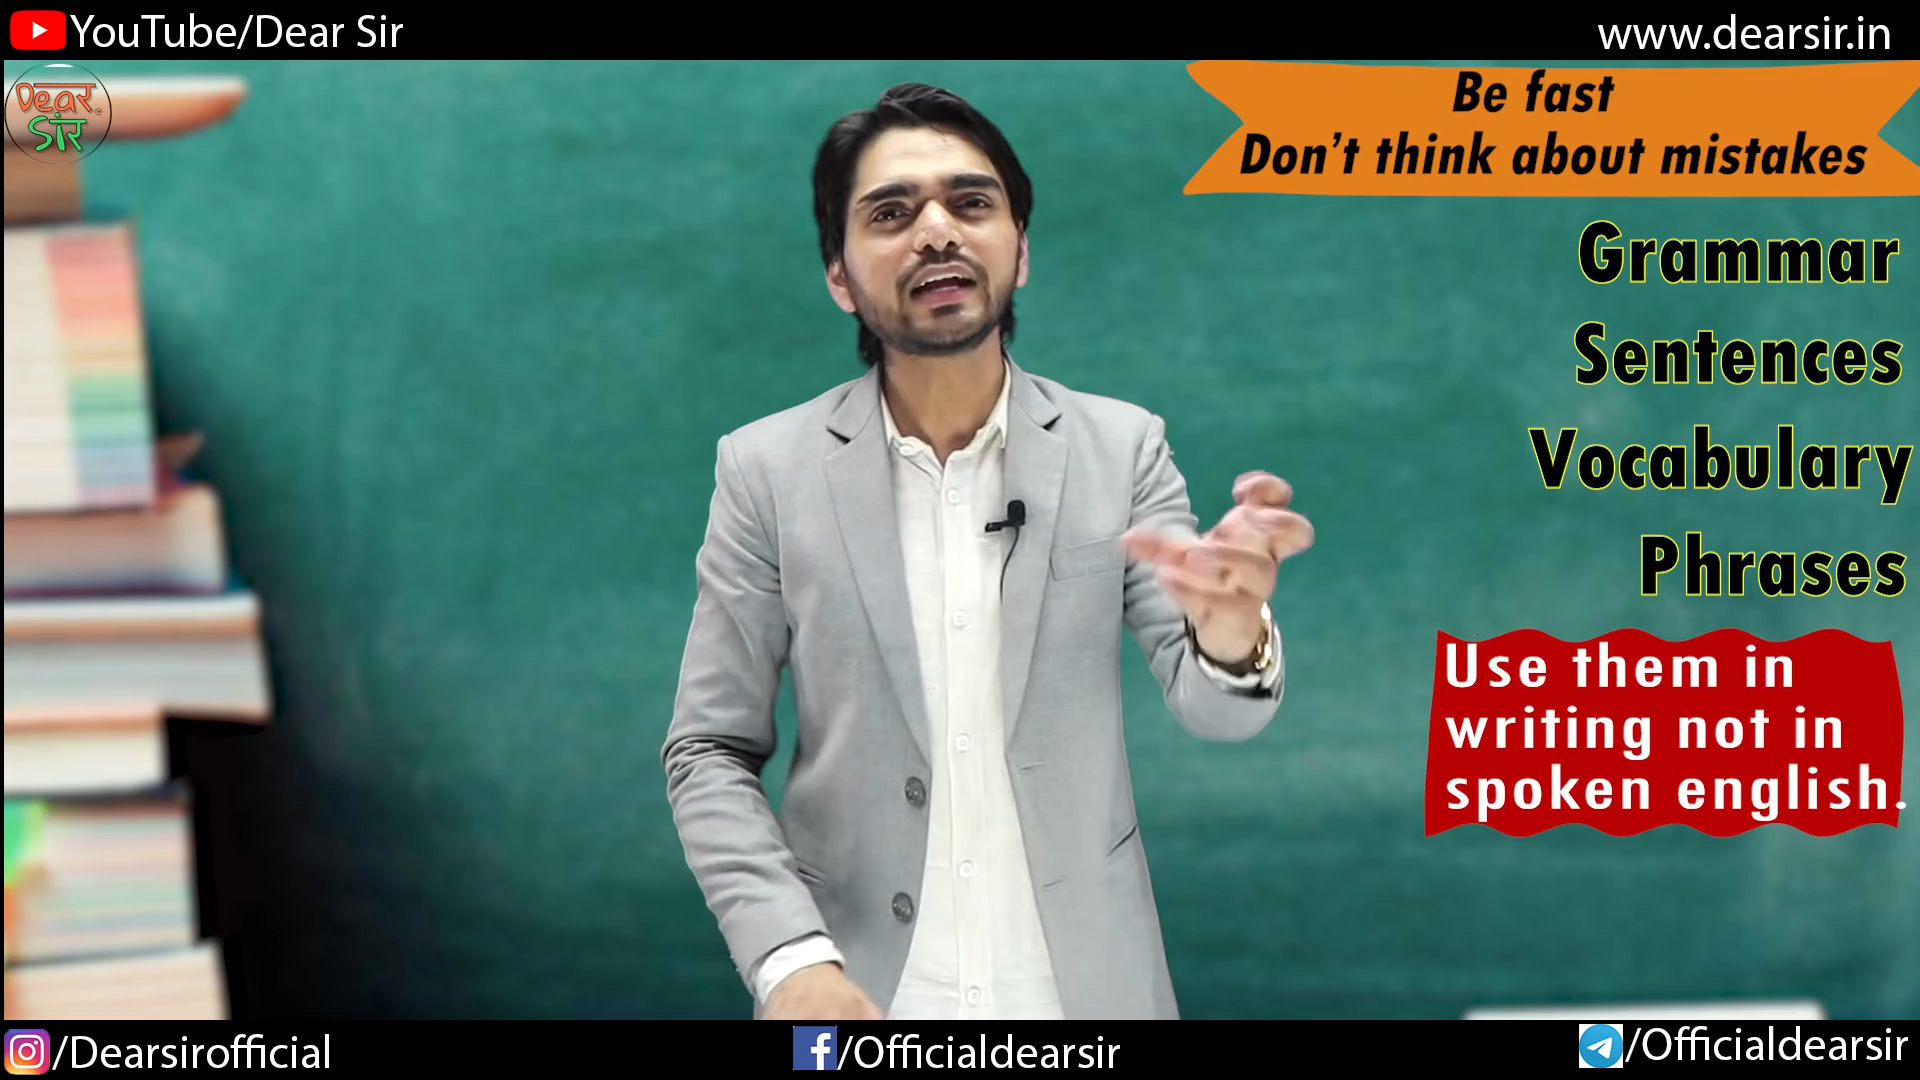 YouTube/Dear Sir
www.dearsir.in
Dear
Sir
Be fast
Don't think about mistakes
Grammar
Sentences
Vocabulary
Phrases
Use them in
writing not in
spoken english.
/Dearsirofficial
/Officialdearsir
/Officialdearsir